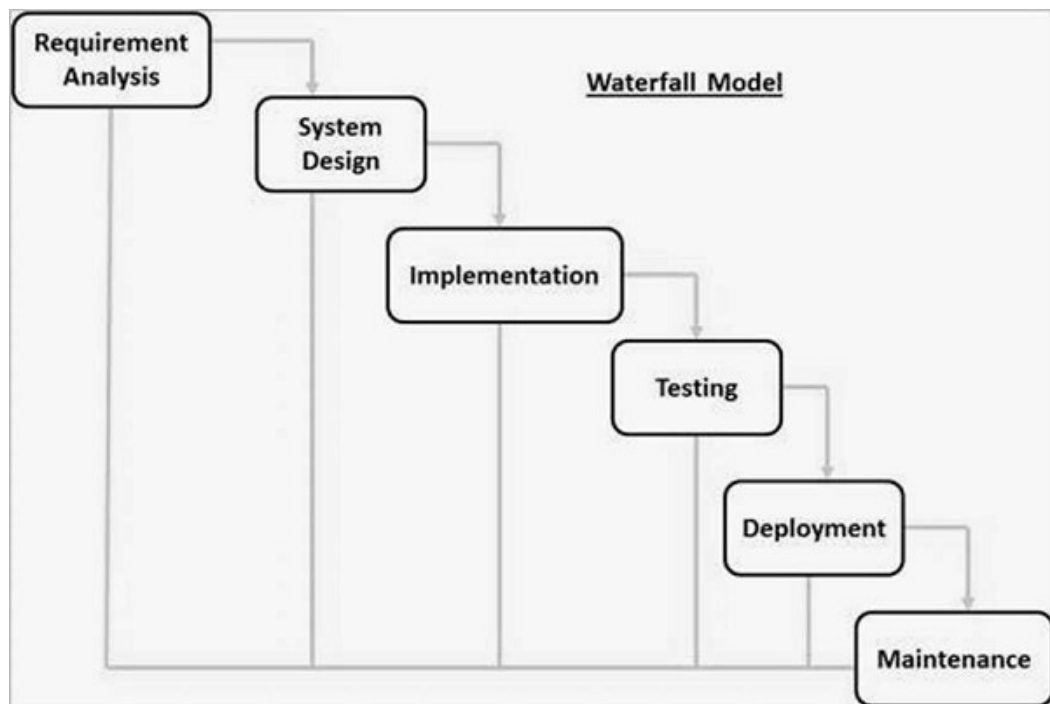 Requirement
Analysis
Waterfall Model
System
Design
Implementation
Testing
Deployment
Maintenance